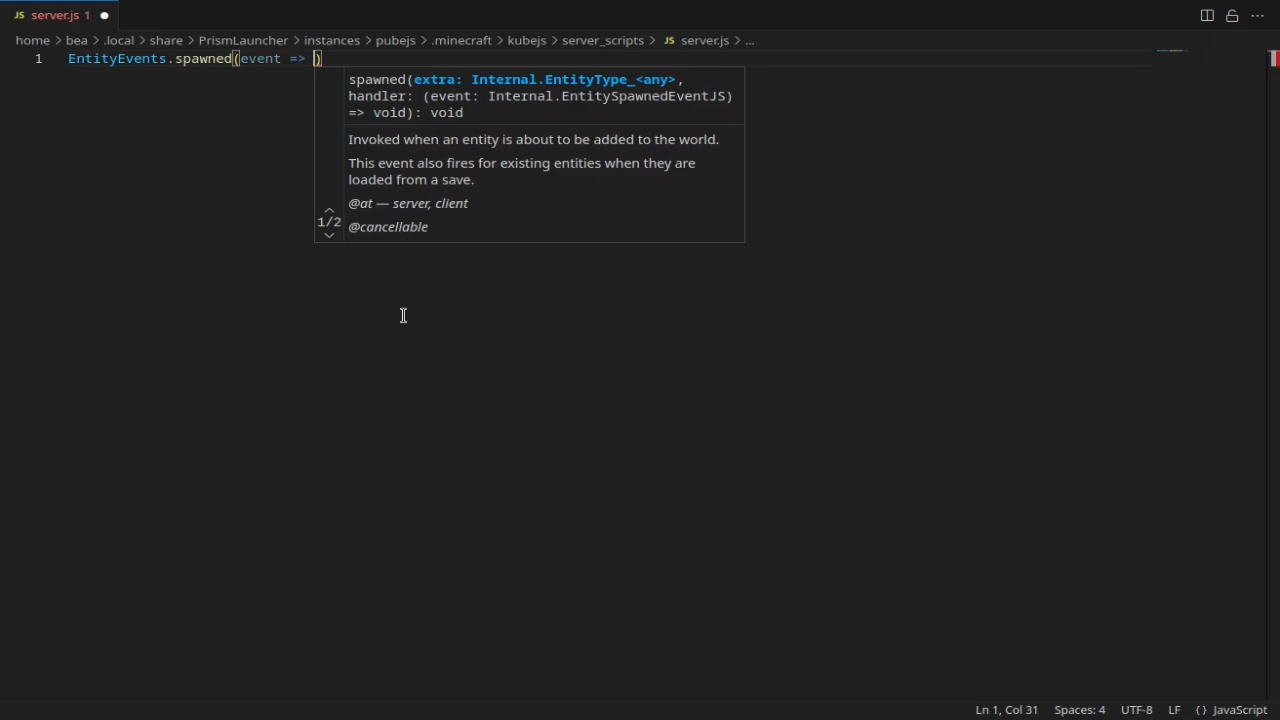 JS server.js 1
home > bea > .local > share > PrismLauncher > instances > pubejs > .minecraft > kubejs > server_scripts > JS server.js > ...
1 EntityEvents.spawned(event => )
spawned(extra: Internal.EntityType_<any>,
handler: (event: Internal.EntitySpawnedEventJS)
=> void): void
Invoked when an entity is about to be added to the world.
This event also fires for existing entities when they are
loaded from a save.
@at — server, client
1/2
@cancellable
Ln 1, Col 31 Spaces: 4 UTF-8 LF {} JavaScript